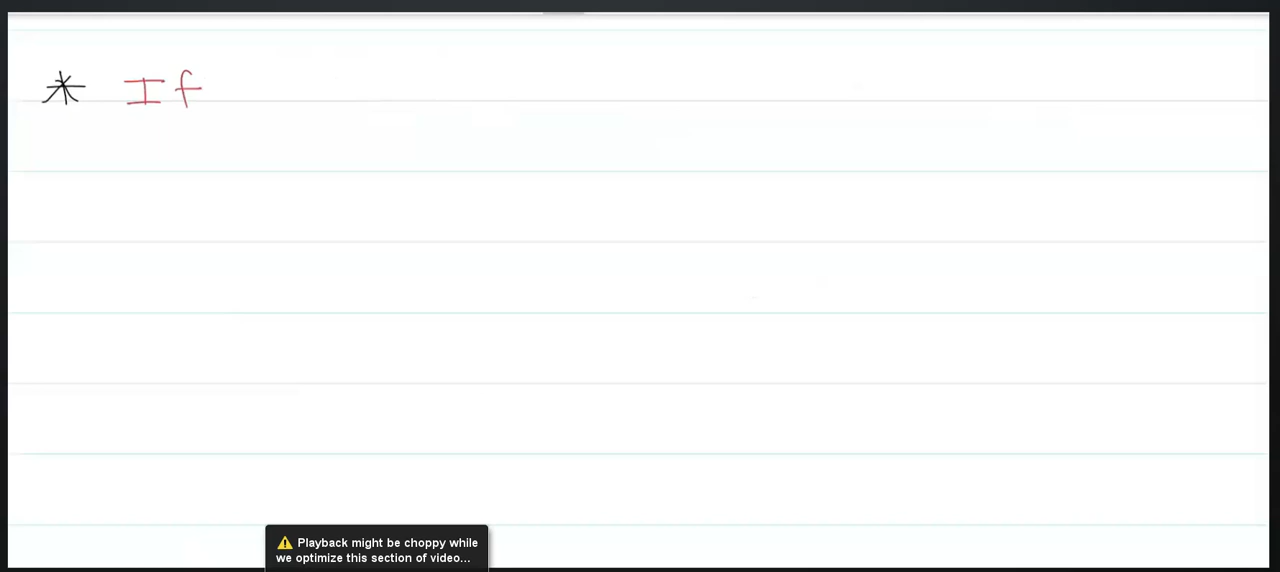 * If
⚠ Playback might be choppy while
we optimize this section of video...